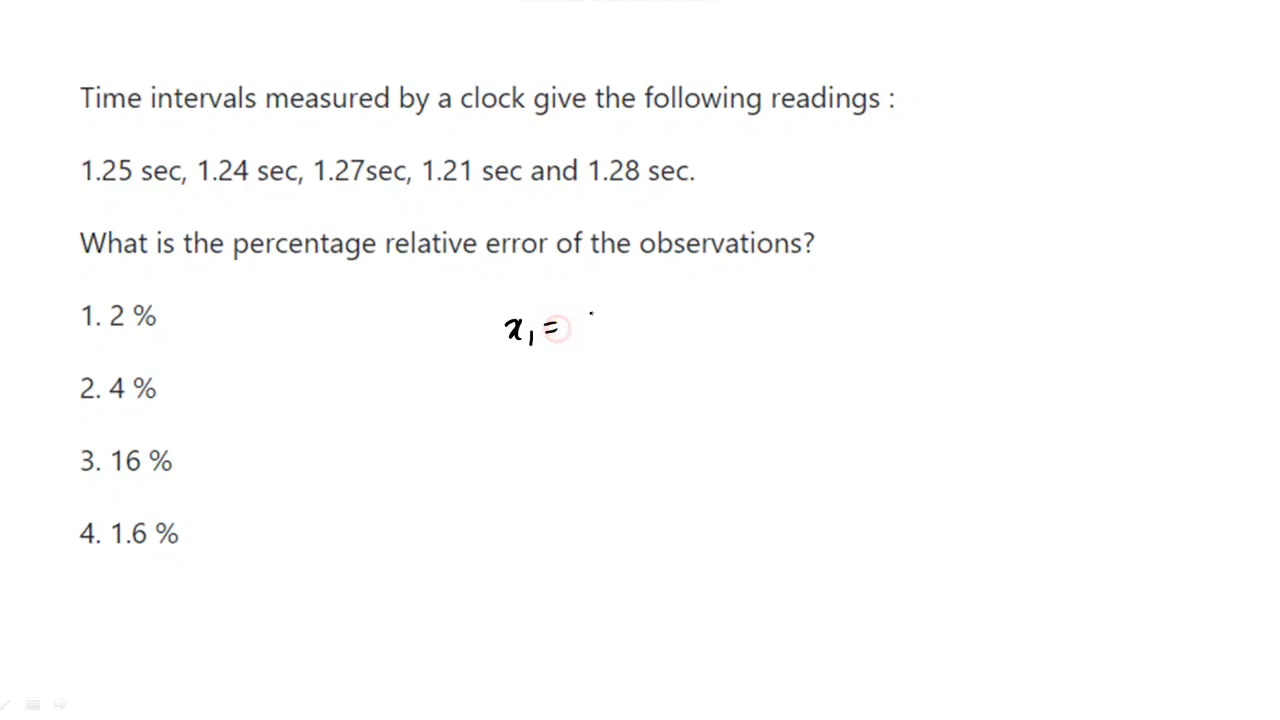 Time intervals measured by a clock give the following readings :
1.25 sec, 1.24 sec, 1.27sec, 1.21 sec and 1.28 sec.
What is the percentage relative error of the observations?
1. 2 %
x₁ =
2. 4 %
3. 16 %
4. 1.6 %